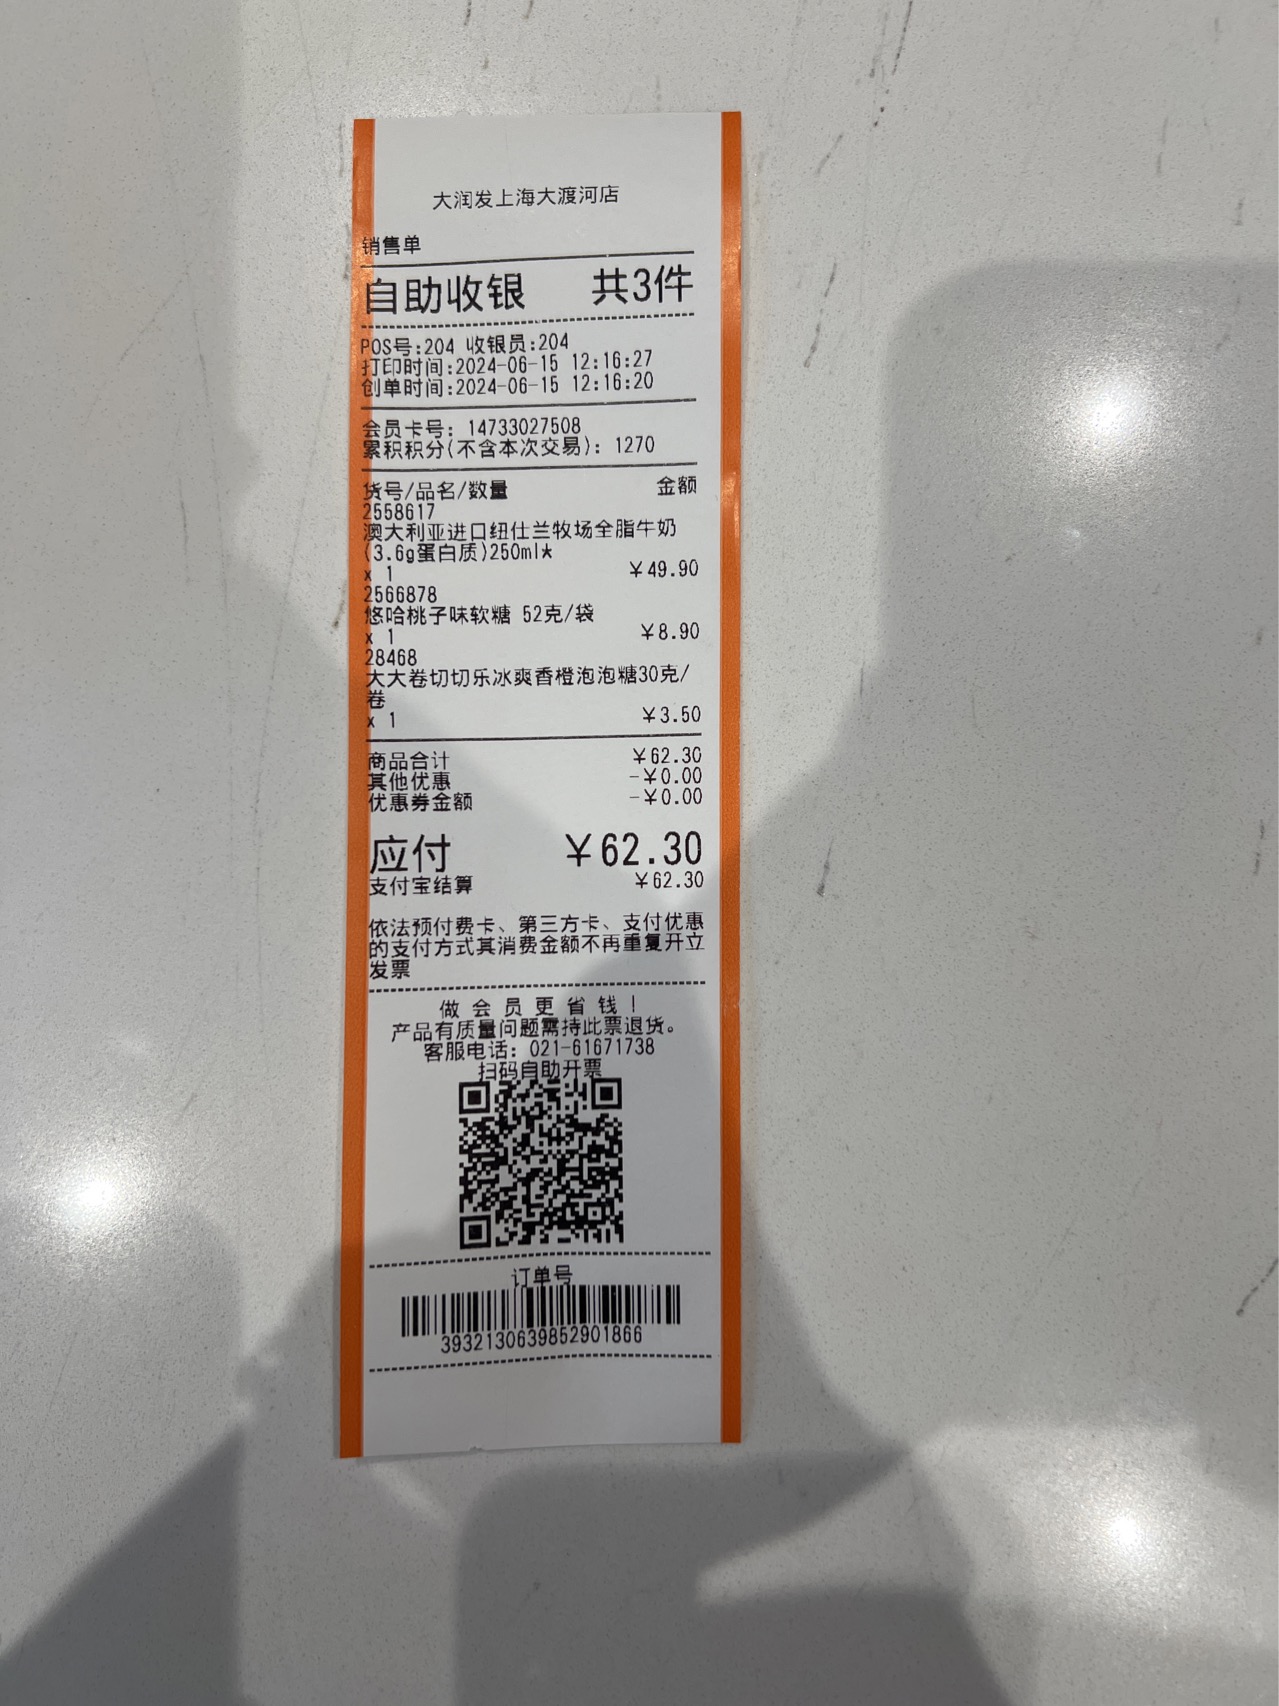 大润发上海大渡河店
销售单
自助收银 共3件
POS号:204 收银员:204
打印时间:2024-06-15 12:16:27
创单时间:2024-06-15 12:16:20
会员卡号: 14733027508
累积积分(不含本次交易): 1270
货号/品名/数量 金额
2558617
澳大利亚进口纽仕兰牧场全脂牛奶
(3.6g蛋白质)250ml*
x 1 ¥49.90
2566878
悠哈桃子味软糖 52克/袋
x 1 ¥8.90
28468
大大卷切切乐冰爽香橙泡泡糖30克/
卷
x 1 ¥3.50
商品合计 ¥62.30
其他优惠 -¥0.00
优惠券金额 -¥0.00
应付 ¥62.30
支付宝结算 ¥62.30
依法预付费卡、第三方卡、支付优惠
的支付方式其消费金额不再重复开立
发票
做会员更省钱!
产品有质量问题需持此票退货。
客服电话: 021-61671738
扫码自助开票
订单号
3932130639852901866